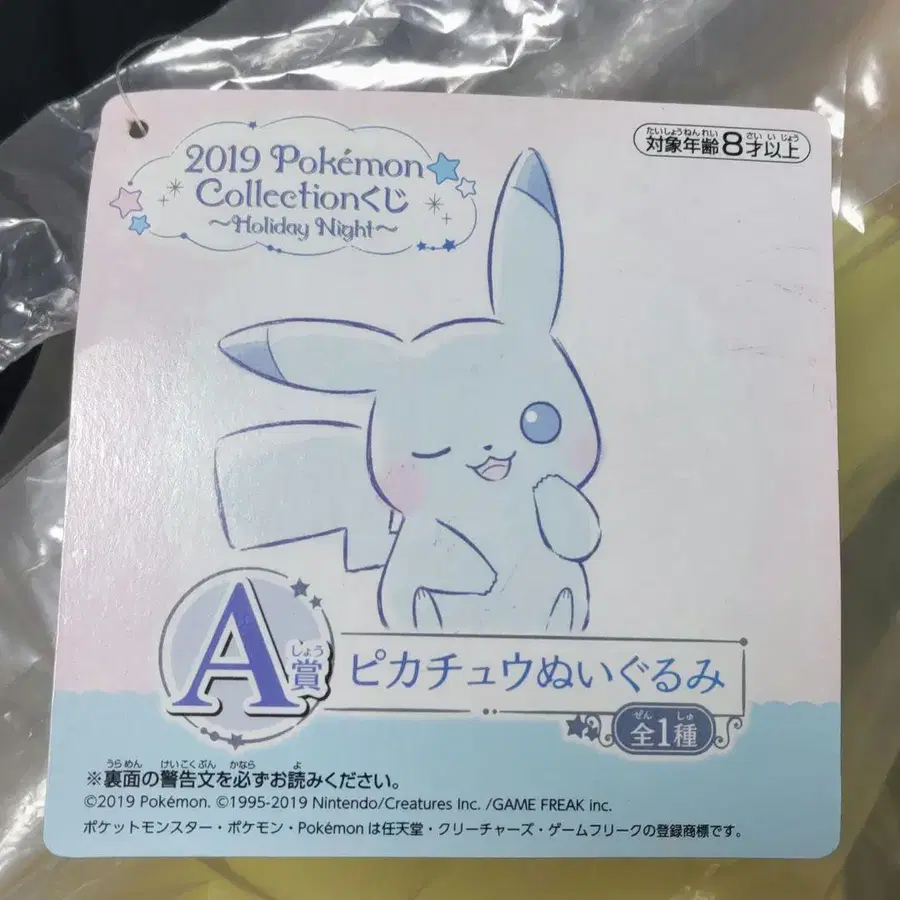 2019 Pokémon
Collectionくじ
～Holiday Night～
たいしょうねんれい さい い じょう
対象年齢8才以上
A賞
しょう
ピカチュウぬいぐるみ
ぜん しゅ
全1種
うらめん けいこくぶん かなら よ
※裏面の警告文を必ずお読みください。
©2019 Pokémon. ©1995-2019 Nintendo/Creatures Inc. /GAME FREAK inc.
ポケットモンスター・ポケモン・Pokémonは任天堂・クリーチャーズ・ゲームフリークの登録商標です。